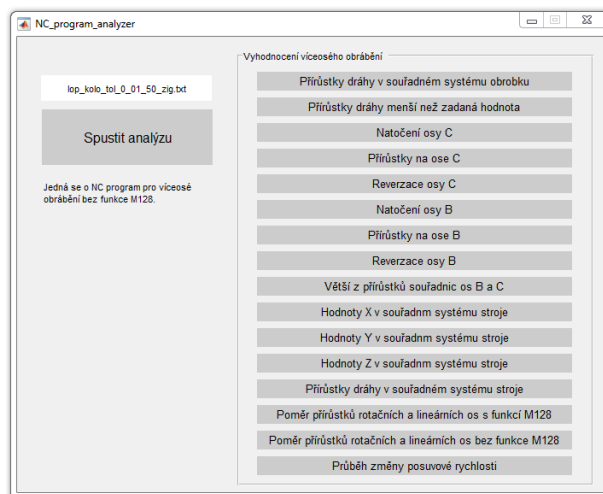 NC_program_analyzer
lop_kolo_tol_0_01_50_zig.txt
Spustit analýzu
Jedná se o NC program pro víceosé
obrábění bez funkce M128.
Vyhodnocení víceosého obrábění
Přírůstky dráhy v souřadném systému obrobku
Přírůstky dráhy menší než zadaná hodnota
Natočení osy C
Přírůstky na ose C
Reverzace osy C
Natočení osy B
Přírůstky na ose B
Reverzace osy B
Větší z přírůstků souřadnic os B a C
Hodnoty X v souřadnm systému stroje
Hodnoty Y v souřadnm systému stroje
Hodnoty Z v souřadnm systému stroje
Přírůstky dráhy v souřadném systému stroje
Poměr přírůstků rotačních a lineárních os s funkcí M128
Poměr přírůstků rotačních a lineárních os bez funkce M128
Průběh změny posuvové rychlosti